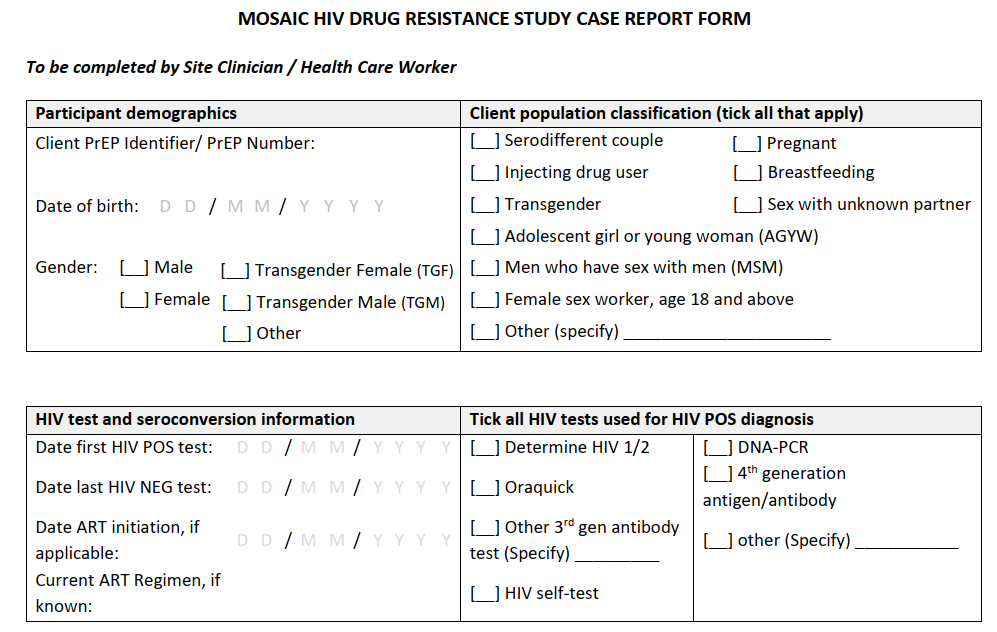 MOSAIC HIV DRUG RESISTANCE STUDY CASE REPORT FORM
To be completed by Site Clinician / Health Care Worker
Participant demographics
Client PrEP Identifier/ PrEP Number:
Date of birth: D D / M M / Y Y Y Y
Gender: [__] Male [__] Transgender Female (TGF)
[__] Female [__] Transgender Male (TGM)
[__] Other
Client population classification (tick all that apply)
[__] Serodifferent couple [__] Pregnant
[__] Injecting drug user [__] Breastfeeding
[__] Transgender [__] Sex with unknown partner
[__] Adolescent girl or young woman (AGYW)
[__] Men who have sex with men (MSM)
[__] Female sex worker, age 18 and above
[__] Other (specify) ______________________
HIV test and seroconversion information
Date first HIV POS test: D D / M M / Y Y Y Y
Date last HIV NEG test: D D / M M / Y Y Y Y
Date ART initiation, if
applicable: D D / M M / Y Y Y Y
Current ART Regimen, if
known:
Tick all HIV tests used for HIV POS diagnosis
[__] Determine HIV 1/2
[__] Oraquick
[__] Other 3rd gen antibody
test (Specify) _________
[__] HIV self-test
[__] DNA-PCR
[__] 4th generation
antigen/antibody
[__] other (Specify) ___________